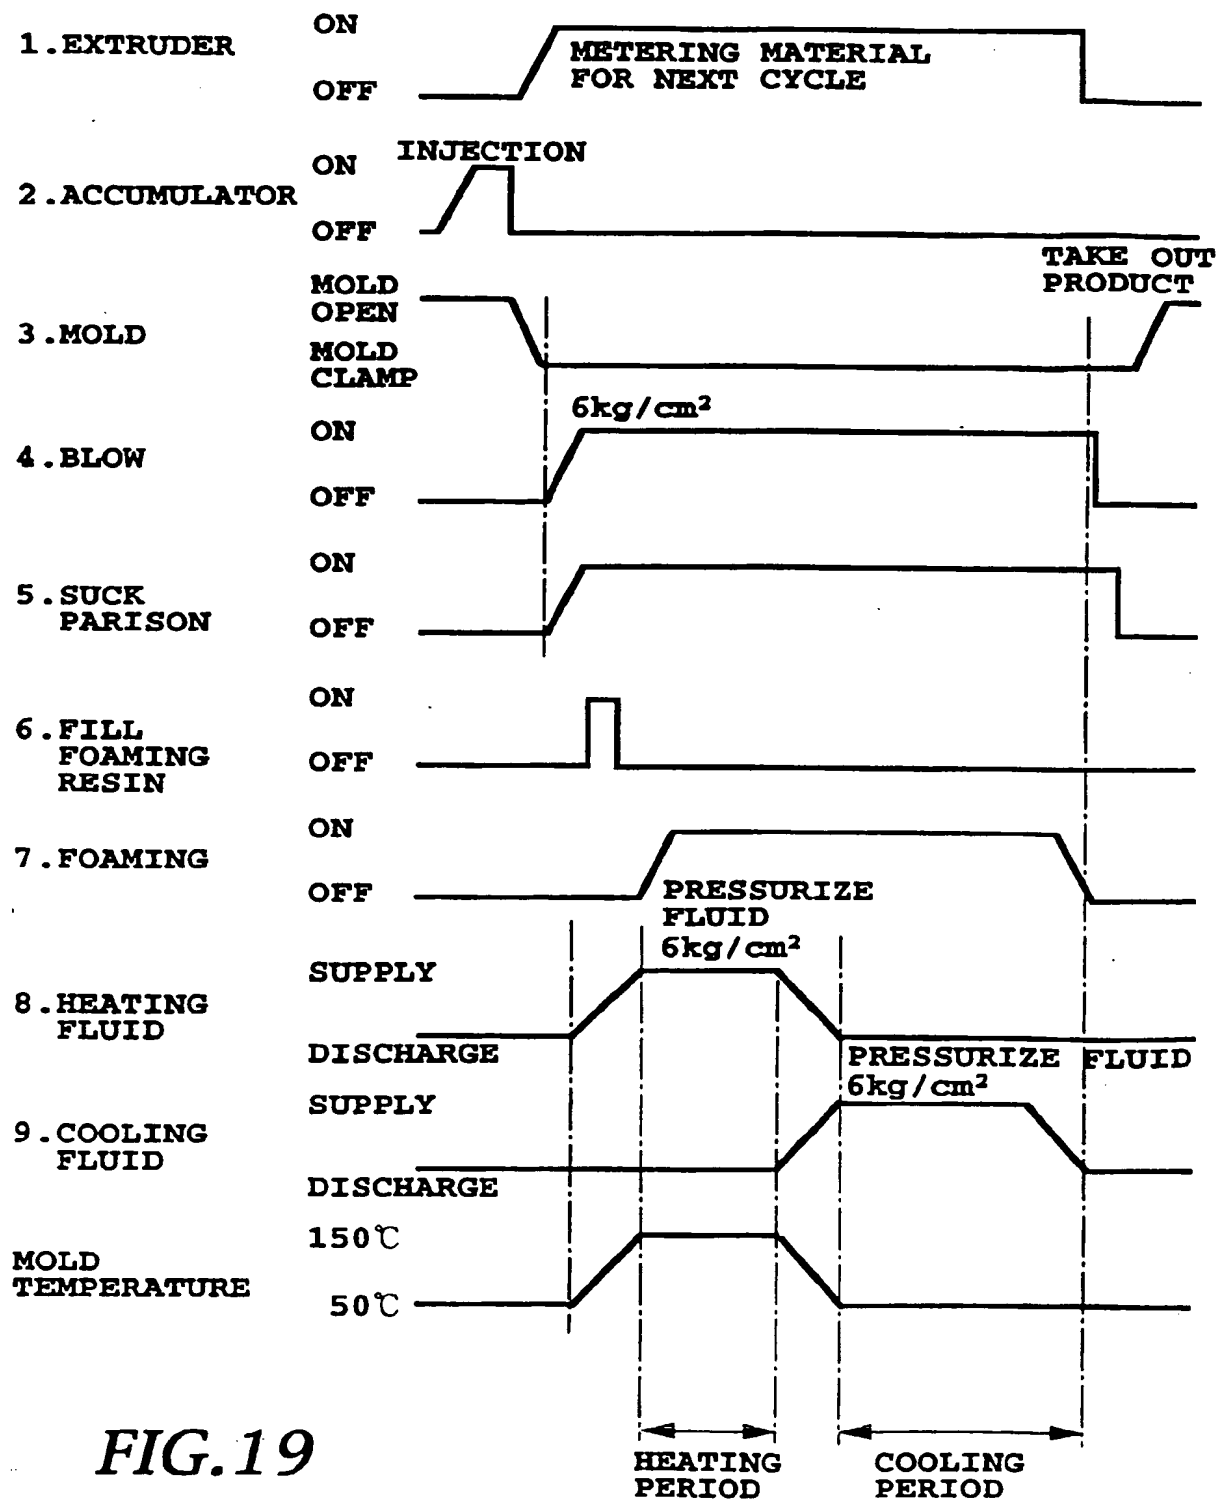 1.EXTRUDER
ON
OFF
METERING MATERIAL
FOR NEXT CYCLE
2.ACCUMULATOR
ON
OFF
INJECTION
3.MOLD
MOLD
OPEN
MOLD
CLAMP
TAKE OUT
PRODUCT
4.BLOW
ON
OFF
6kg/cm²
5.SUCK
PARISON
ON
OFF
6.FILL
FOAMING
RESIN
ON
OFF
7.FOAMING
ON
OFF
8.HEATING
FLUID
SUPPLY
DISCHARGE
PRESSURIZE
FLUID
6kg/cm²
9.COOLING
FLUID
SUPPLY
DISCHARGE
PRESSURIZE FLUID
6kg/cm²
MOLD
TEMPERATURE
150℃
50℃
HEATING
PERIOD
COOLING
PERIOD
FIG.19